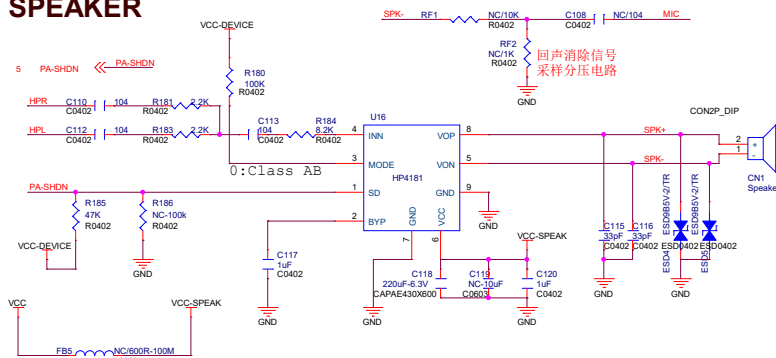 SPEAKER
SPK-
RF1
NC/10K
R0402
C108
C0402
NC/104
MIC
RF2
NC/1K
R0402
回声消除信号
采样分压电路
GND
VCC-DEVICE
5 PA-SHDN
PA-SHDN
R180
100K
R0402
HPR
C110
C0402
104
R181
R0402
2.2K
HPL
C112
C0402
104
R183
R0402
2.2K
C113
104
C0402
R184
8.2K
R0402
0:Class AB
U16
HP4181
4 INN
3 MODE
1 SD
2 BYP
VOP 8
VON 5
GND 9
GND 7
VCC 6
CON2P_DIP
SPK+
SPK-
2 +
1 -
CN1
Speake
PA-SHDN
R185
47K
R0402
R186
NC-100k
R0402
VCC-DEVICE
GND
C117
1uF
C0402
GND
GND
GND
VCC-SPEAK
C118
220uF-6.3V
CAPAE430X600
C119
NC-10uF
C0603
C120
1uF
C0402
GND
GND
C115
33pF
C0402
C116
33pF
C0402
ESD4
ESD9B5V-2/TR
ESD0402
ESD5
ESD9B5V-2/TR
ESD0402
GND
GND
VCC
VCC-SPEAK
FB5
NC/600R-100M